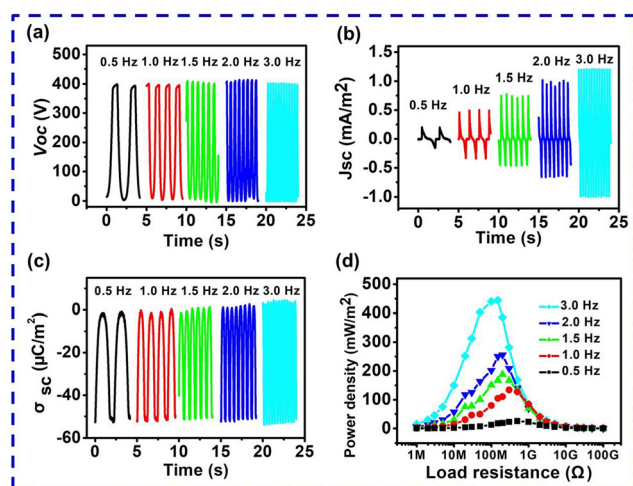 (a)
500
400
300
200
100
0
Voc (V)
0.5 Hz 1.0 Hz 1.5 Hz 2.0 Hz 3.0 Hz
0 5 10 15 20 25
Time (s)
(b)
1.5
1.0
0.5
0.0
-0.5
-1.0
Jsc (mA/m²)
0.5 Hz
1.0 Hz
1.5 Hz
2.0 Hz
3.0 Hz
0 5 10 15 20 25
Time (s)
(c)
0
-20
-40
-60
σ sc (µC/m²)
0.5 Hz 1.0 Hz 1.5 Hz 2.0 Hz 3.0 Hz
0 5 10 15 20 25
Time (s)
(d)
500
400
300
200
100
0
Power density (mW/m²)
3.0 Hz
2.0 Hz
1.5 Hz
1.0 Hz
0.5 Hz
1M 10M 100M 1G 10G 100G
Load resistance (Ω)